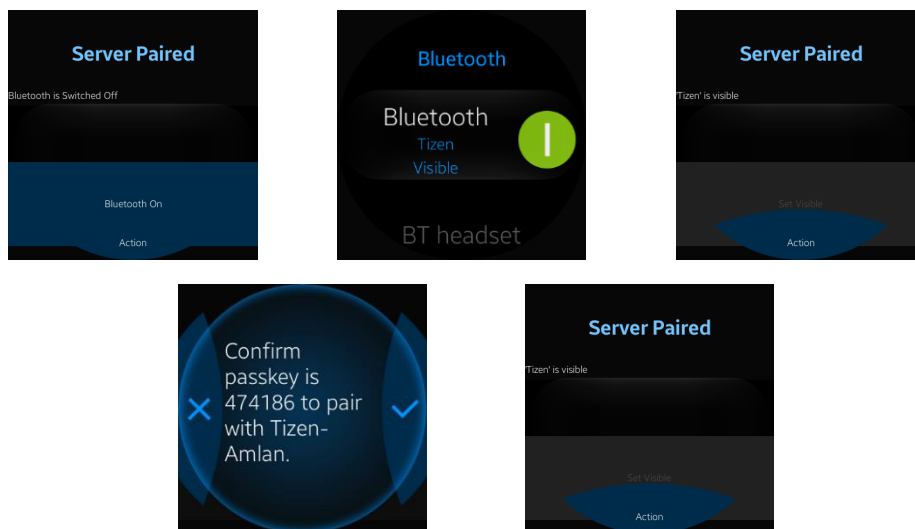 Server Paired
Bluetooth is Switched Off
Bluetooth On
Action
Bluetooth
Bluetooth
Tizen
Visible
BT headset
Server Paired
'Tizen' is visible
Set Visible
Action
Confirm
passkey is
474186 to pair
with Tizen-
Amlan.
Server Paired
'Tizen' is visible
Set Visible
Action